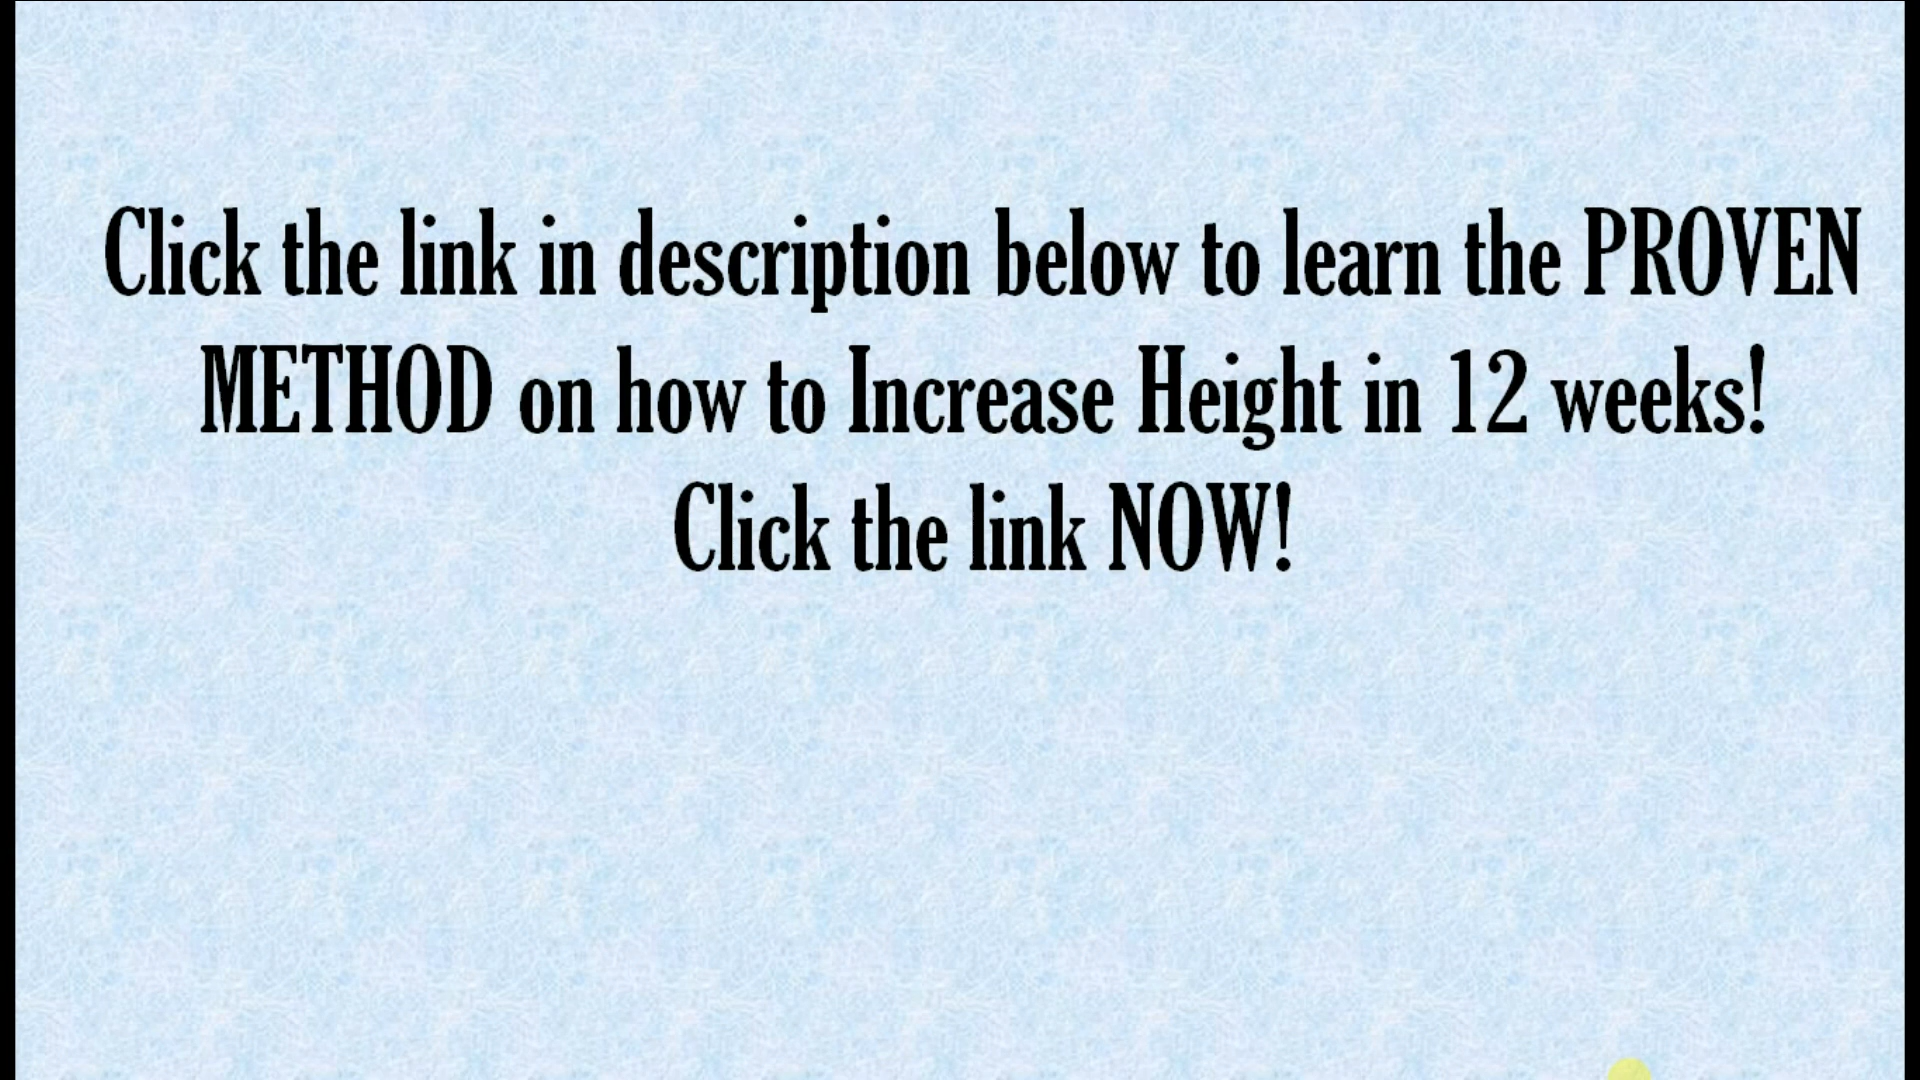 Click the link in description below to learn the PROVEN
METHOD on how to Increase Height in 12 weeks!
Click the link NOW!